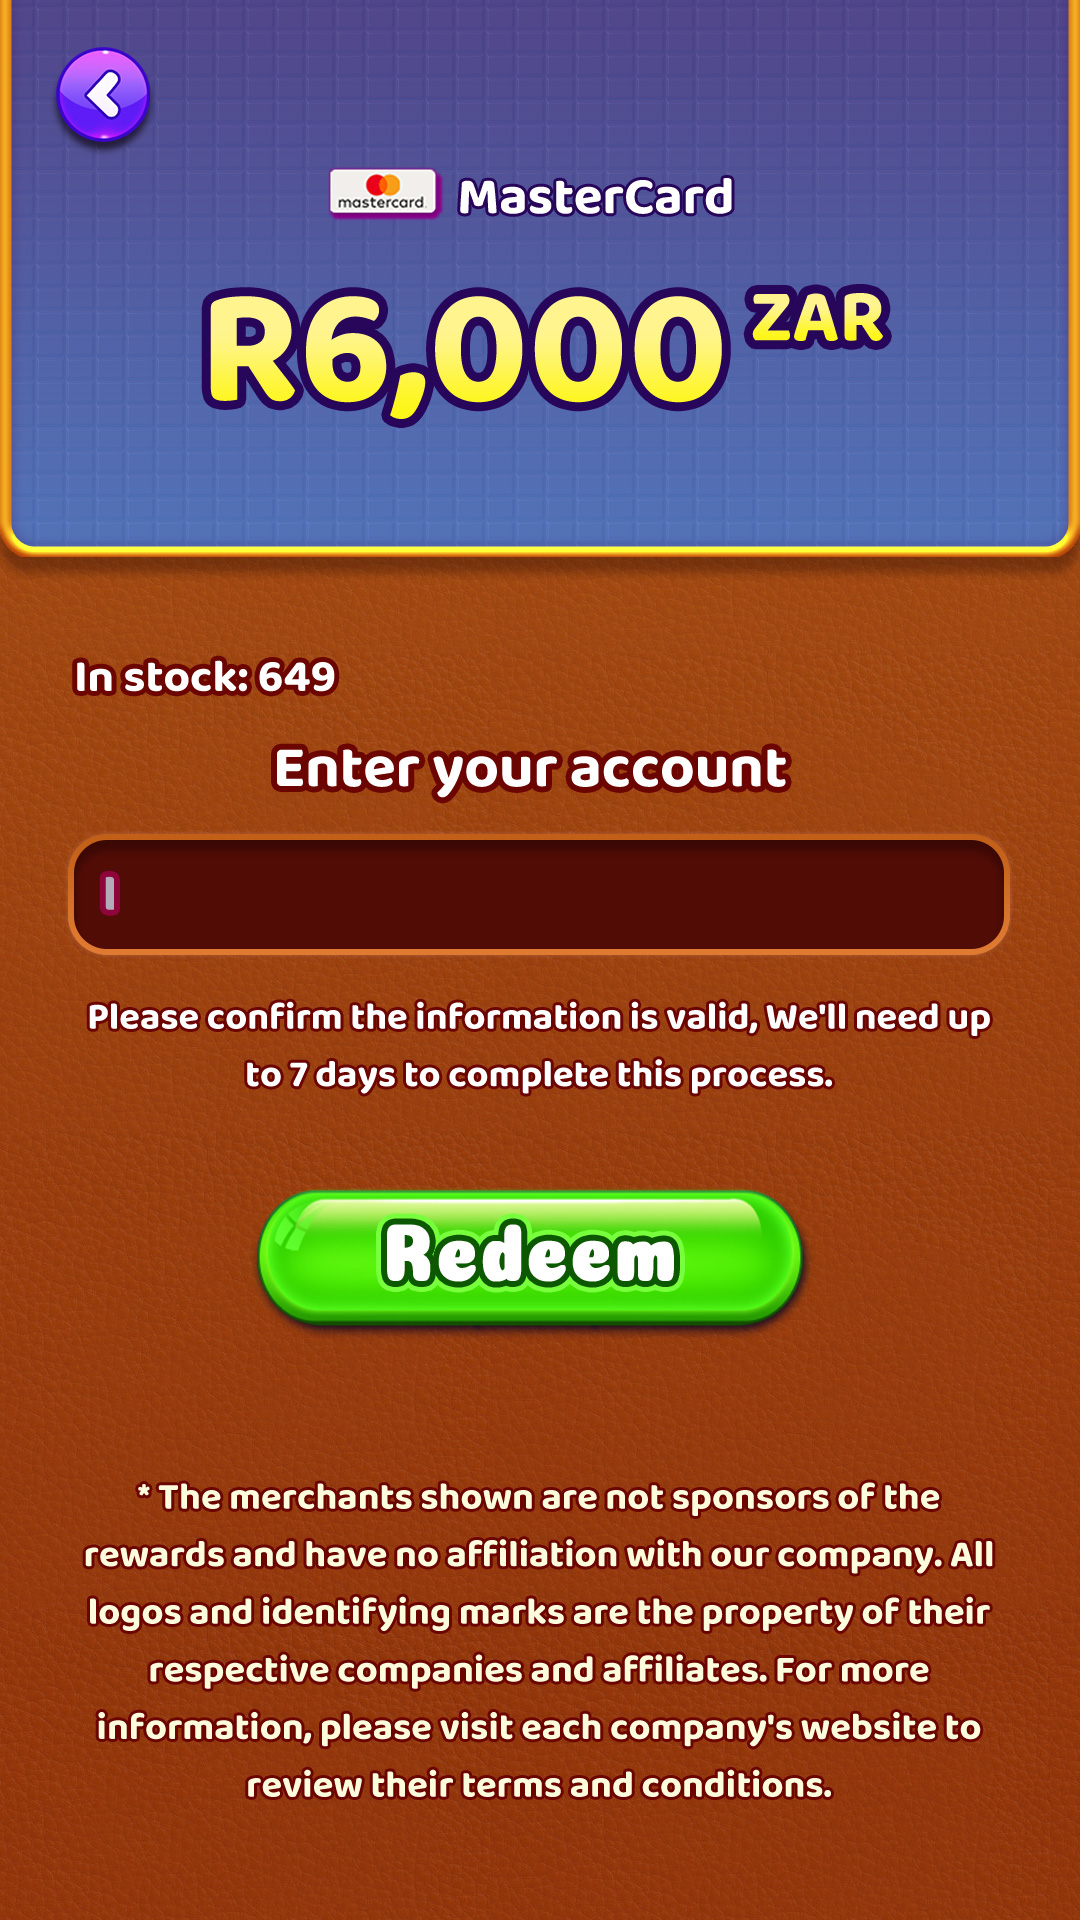 mastercard.
MasterCard
R6,000 ZAR
In stock: 649
Enter your account
Please confirm the information is valid, We'll need up
to 7 days to complete this process.
Redeem
* The merchants shown are not sponsors of the
rewards and have no affiliation with our company. All
logos and identifying marks are the property of their
respective companies and affiliates. For more
information, please visit each company's website to
review their terms and conditions.